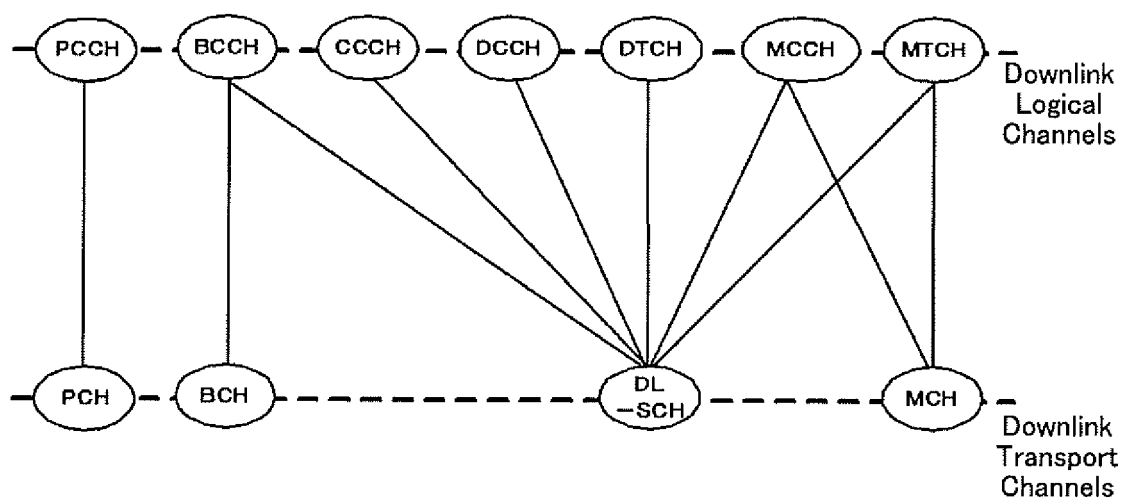 PCCH BCCH CCCH DCCH DTCH MCCH MTCH
Downlink
Logical
Channels
PCH BCH DL
-SCH MCH
Downlink
Transport
Channels